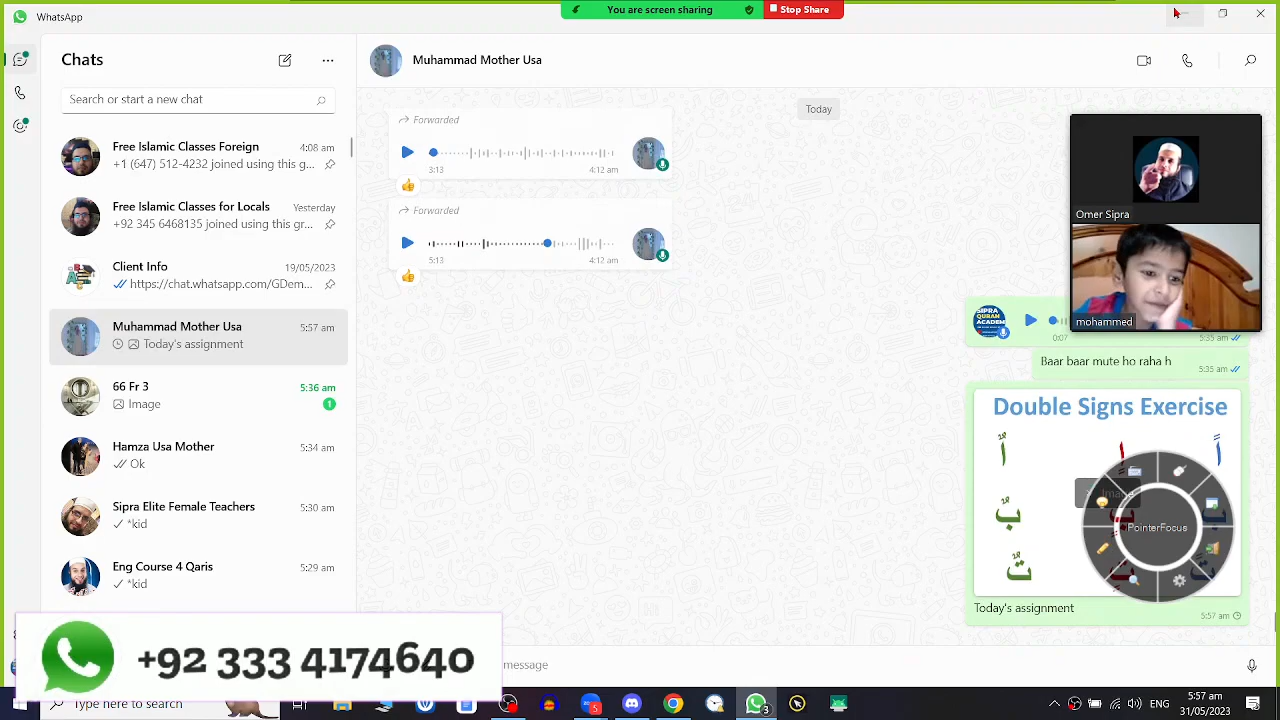 WhatsApp
You are screen sharing
Stop Share
Chats
Search or start a new chat
Free Islamic Classes Foreign
4:08 am
+1 (647) 512-4232 joined using this g...
Free Islamic Classes for Locals
Yesterday
+92 345 6468135 joined using this gr...
Client Info
19/05/2023
https://chat.whatsapp.com/GDem...
Muhammad Mother Usa
5:57 am
Today's assignment
66 Fr 3
5:36 am
Image
1
Hamza Usa Mother
5:34 am
Ok
Sipra Elite Female Teachers
5:30 am
*kid
Eng Course 4 Qaris
5:29 am
*kid
Muhammad Mother Usa
Today
Forwarded
3:13
4:12 am
Forwarded
5:13
4:12 am
Omer Sipra
mohammed
SIPRA
QURAN
ACADEM
0:07
5:35 am
Baar baar mute ho raha h
5:35 am
Double Signs Exercise
أٌ
اٍ
اً
بٌ
تٌ
Image
PointerFocus
Today's assignment
5:57 am
message
+92 333 4174640
Type here to search
3
ENG
5:57 am
31/05/2023